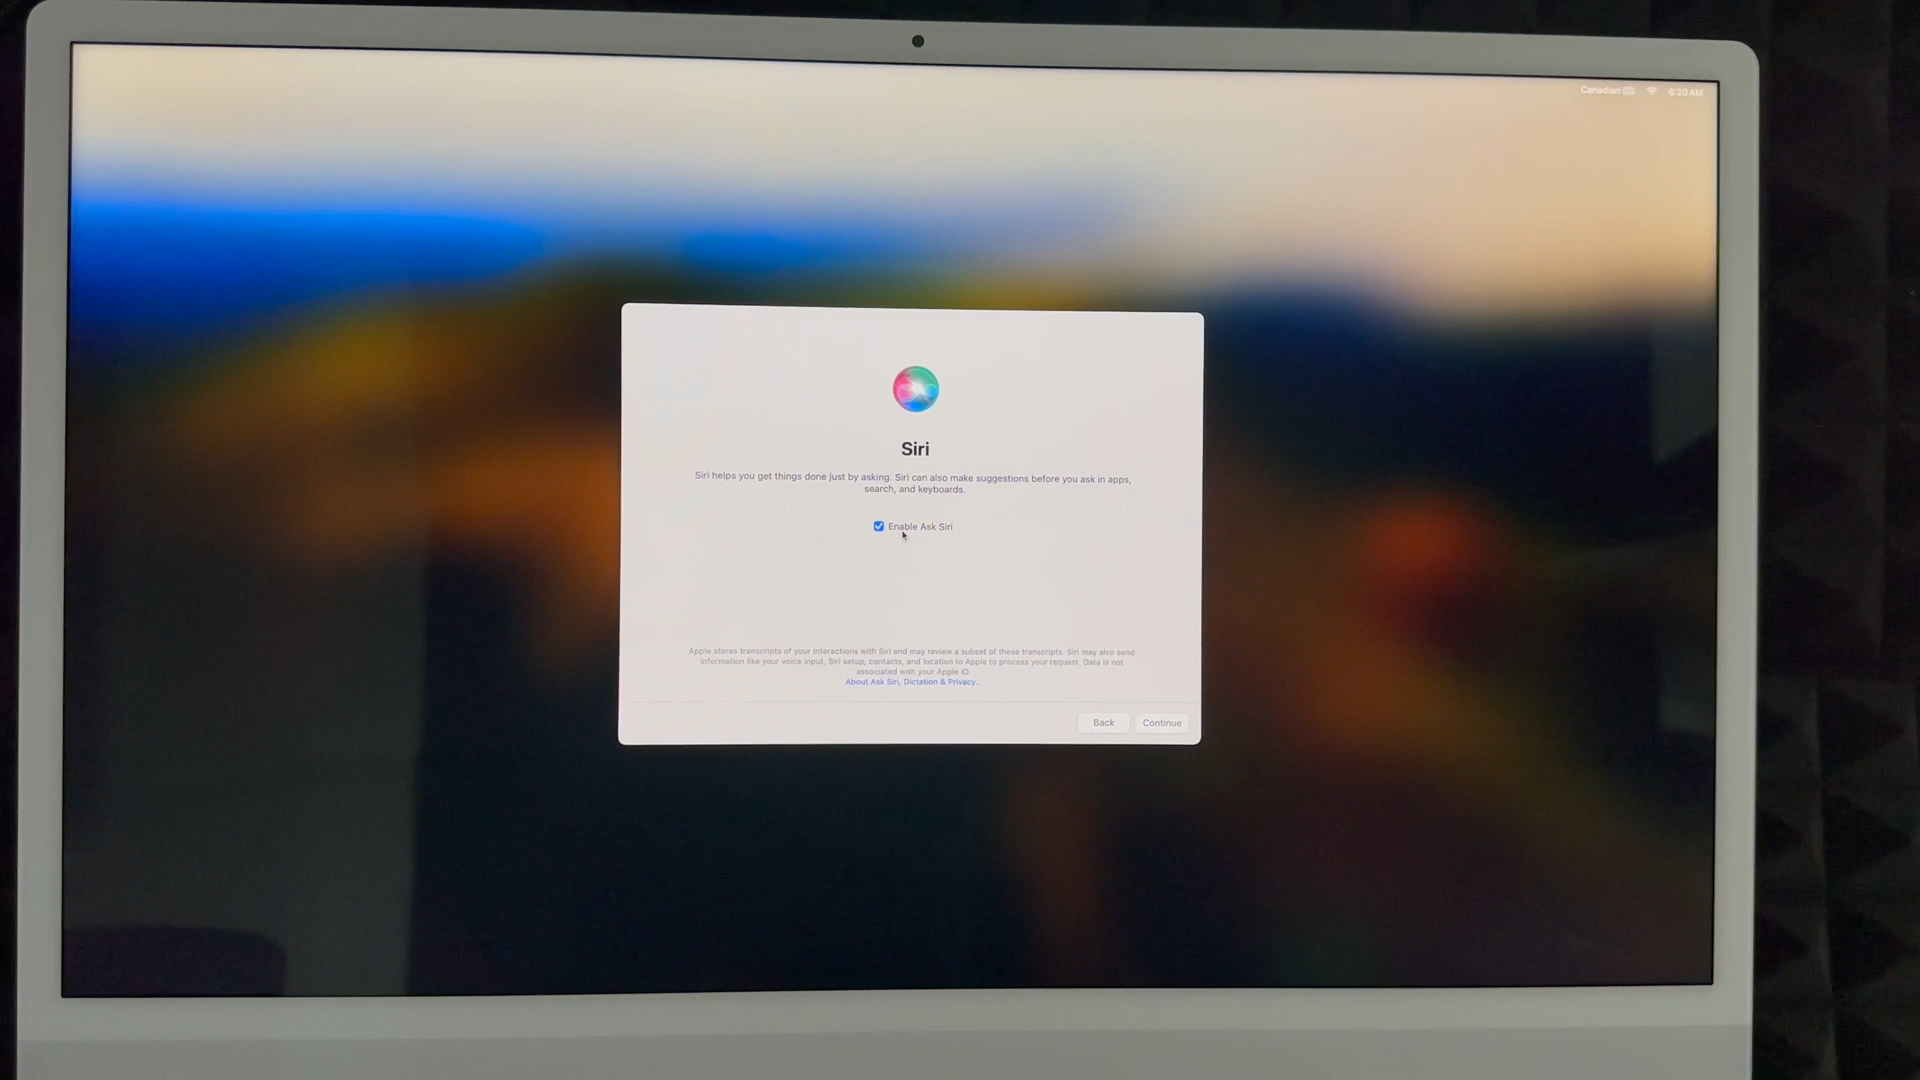 Canadian
6:20 AM
Siri
Siri helps you get things done just by asking. Siri can also make suggestions before you ask in apps,
search, and keyboards.
Enable Ask Siri
Apple stores transcripts of your interactions with Siri and may review a subset of these transcripts. Siri may also send
information like your voice input, Siri setup, contacts, and location to Apple to process your request. Data is not
associated with your Apple ID.
About Ask Siri, Dictation & Privacy...
Back
Continue